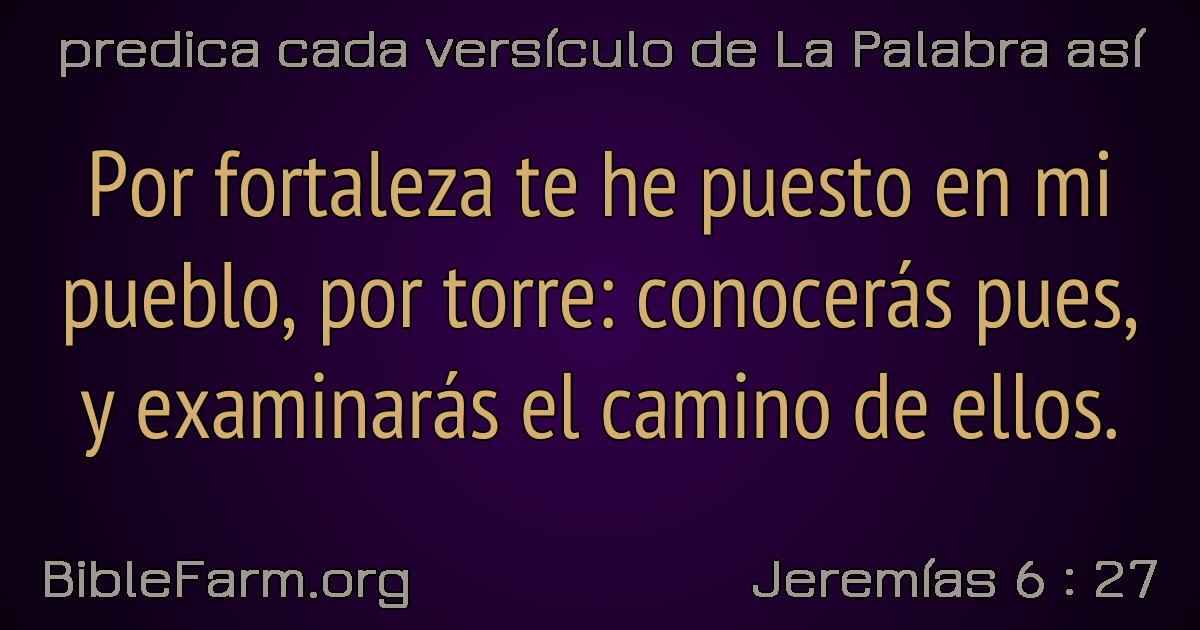 predica cada versículo de La Palabra así
Por fortaleza te he puesto en mi
pueblo, por torre: conocerás pues,
y examinarás el camino de ellos.
BibleFarm.org
Jeremías 6 : 27